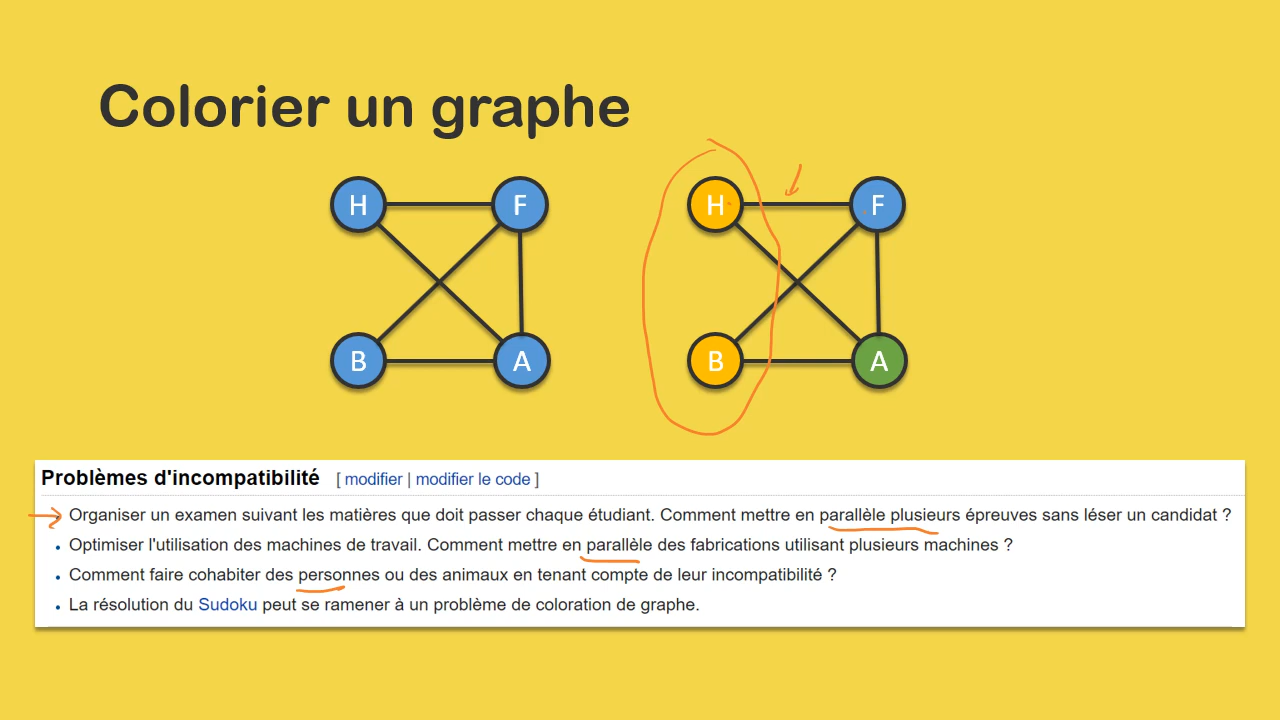 Colorier un graphe
H F H F
B A B A
Problèmes d'incompatibilité [ modifier | modifier le code ]
Organiser un examen suivant les matières que doit passer chaque étudiant. Comment mettre en parallèle plusieurs épreuves sans léser un candidat ?
Optimiser l'utilisation des machines de travail. Comment mettre en parallèle des fabrications utilisant plusieurs machines ?
Comment faire cohabiter des personnes ou des animaux en tenant compte de leur incompatibilité ?
La résolution du Sudoku peut se ramener à un problème de coloration de graphe.